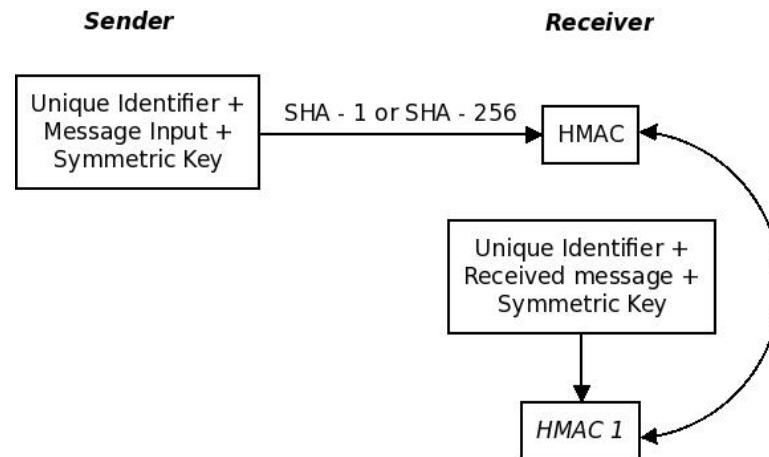 Sender
Receiver
Unique Identifier +
Message Input +
Symmetric Key
SHA - 1 or SHA - 256
HMAC
Unique Identifier +
Received message +
Symmetric Key
HMAC 1